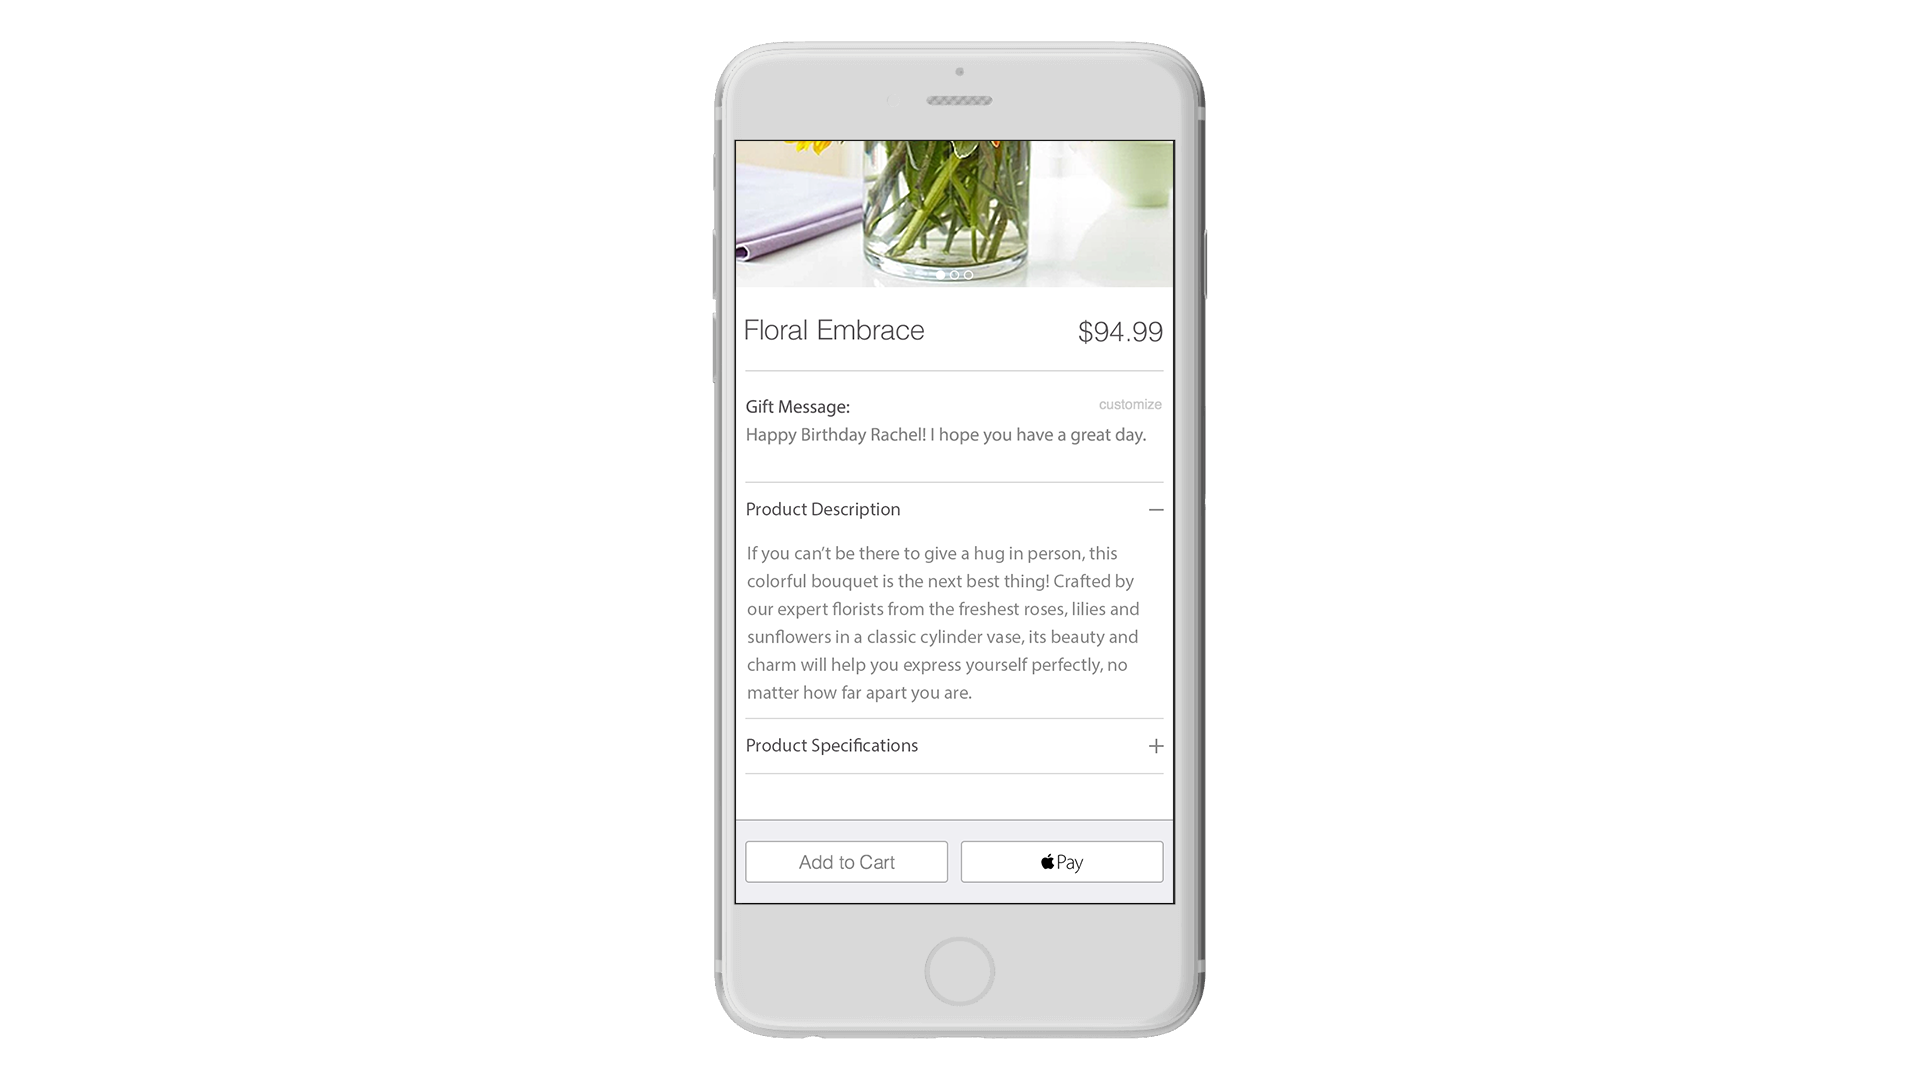 Floral Embrace $94.99
Gift Message: customize
Happy Birthday Rachel! I hope you have a great day.
Product Description
If you can’t be there to give a hug in person, this
colorful bouquet is the next best thing! Crafted by
our expert florists from the freshest roses, lilies and
sunflowers in a classic cylinder vase, its beauty and
charm will help you express yourself perfectly, no
matter how far apart you are.
Product Specifications
Add to Cart Pay